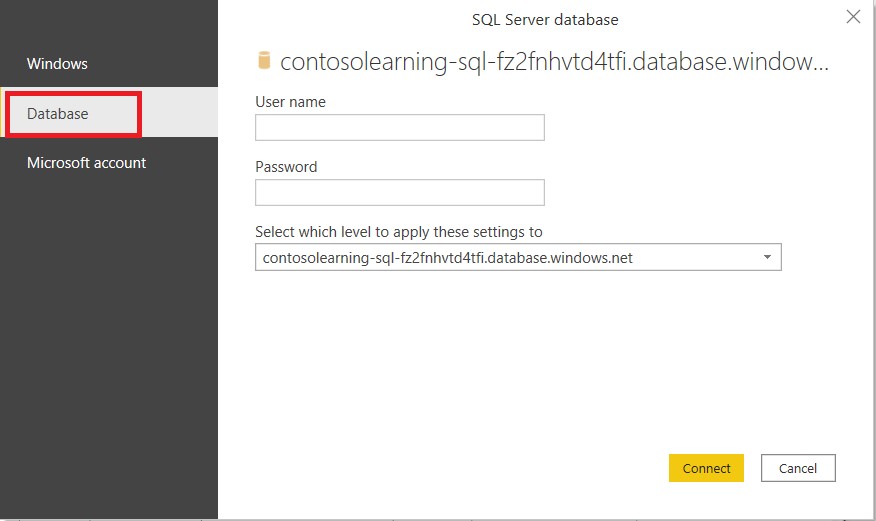 SQL Server database
Windows
Database
Microsoft account
contosolearning-sql-fz2fnhvtd4tfi.database.window...
User name
Password
Select which level to apply these settings to
contosolearning-sql-fz2fnhvtd4tfi.database.windows.net
Connect
Cancel